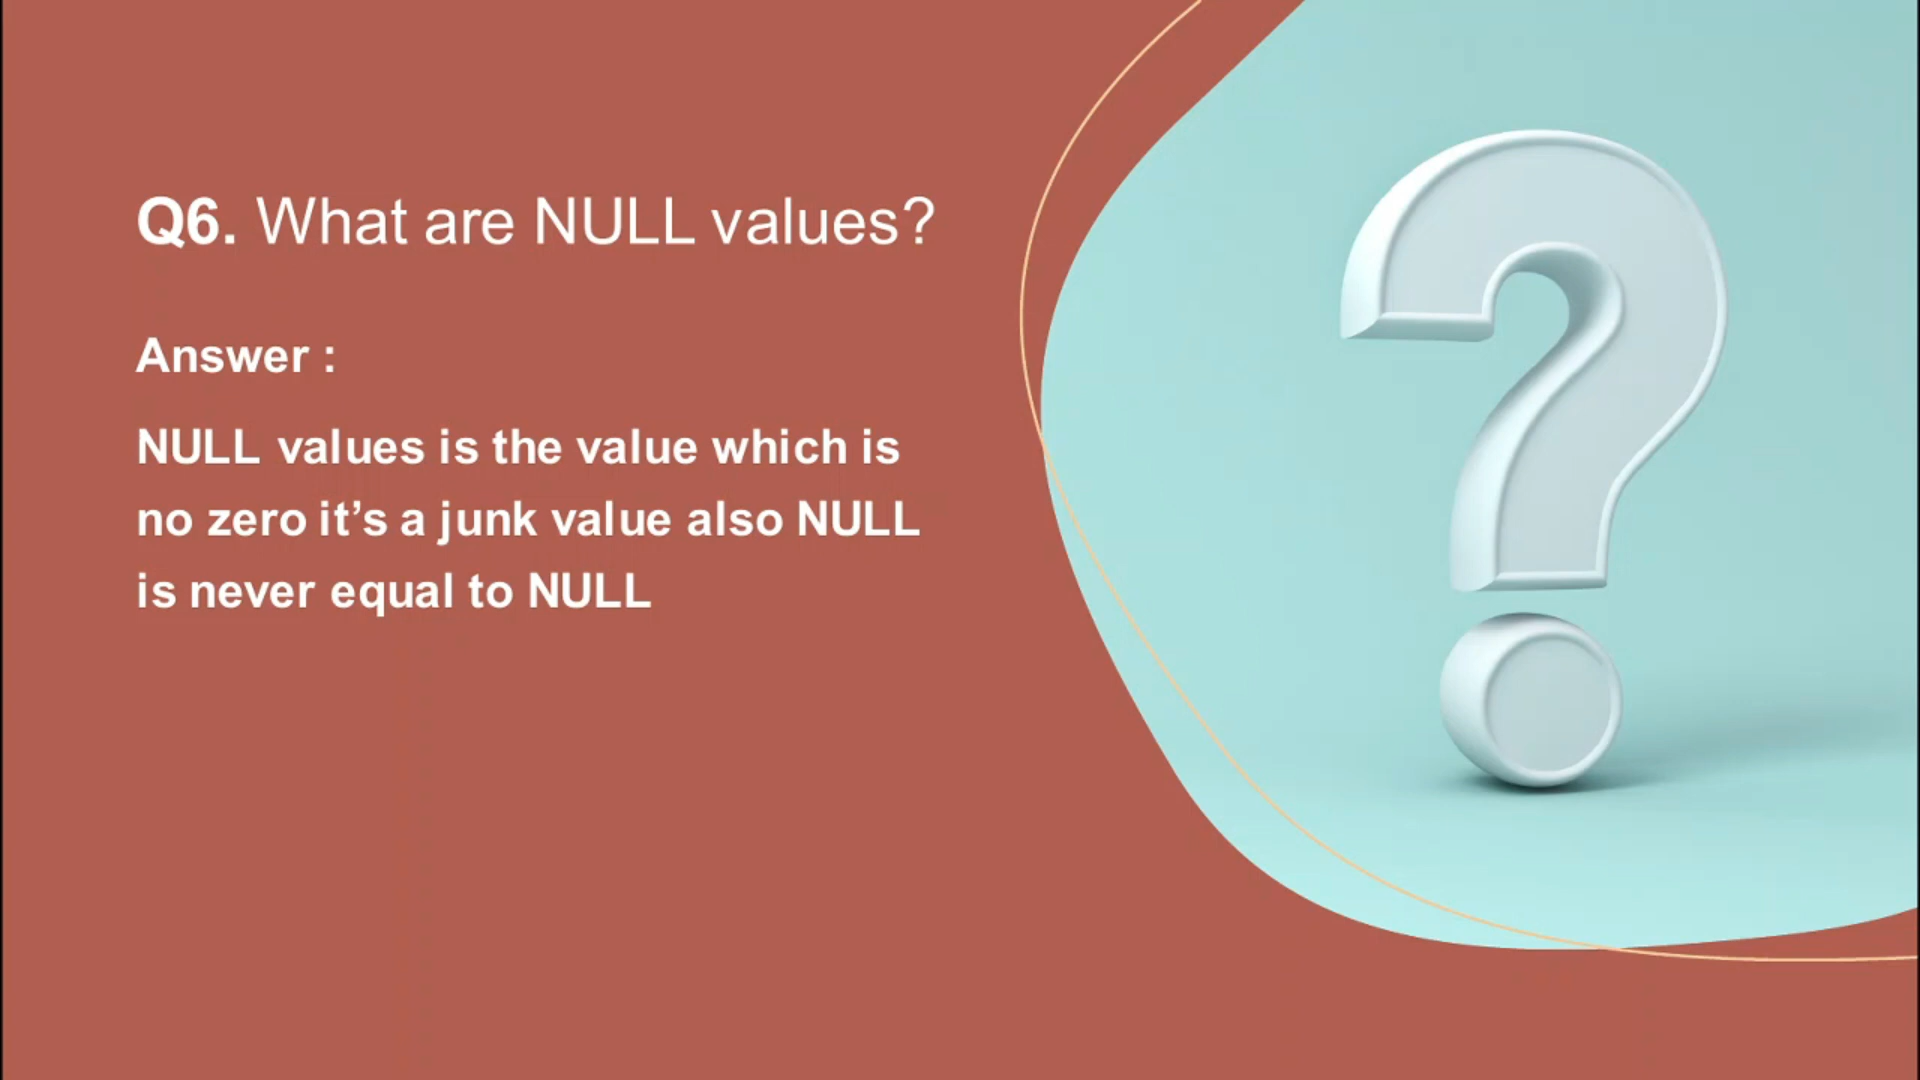 Q6. What are NULL values?
Answer :
NULL values is the value which is
no zero it’s a junk value also NULL
is never equal to NULL